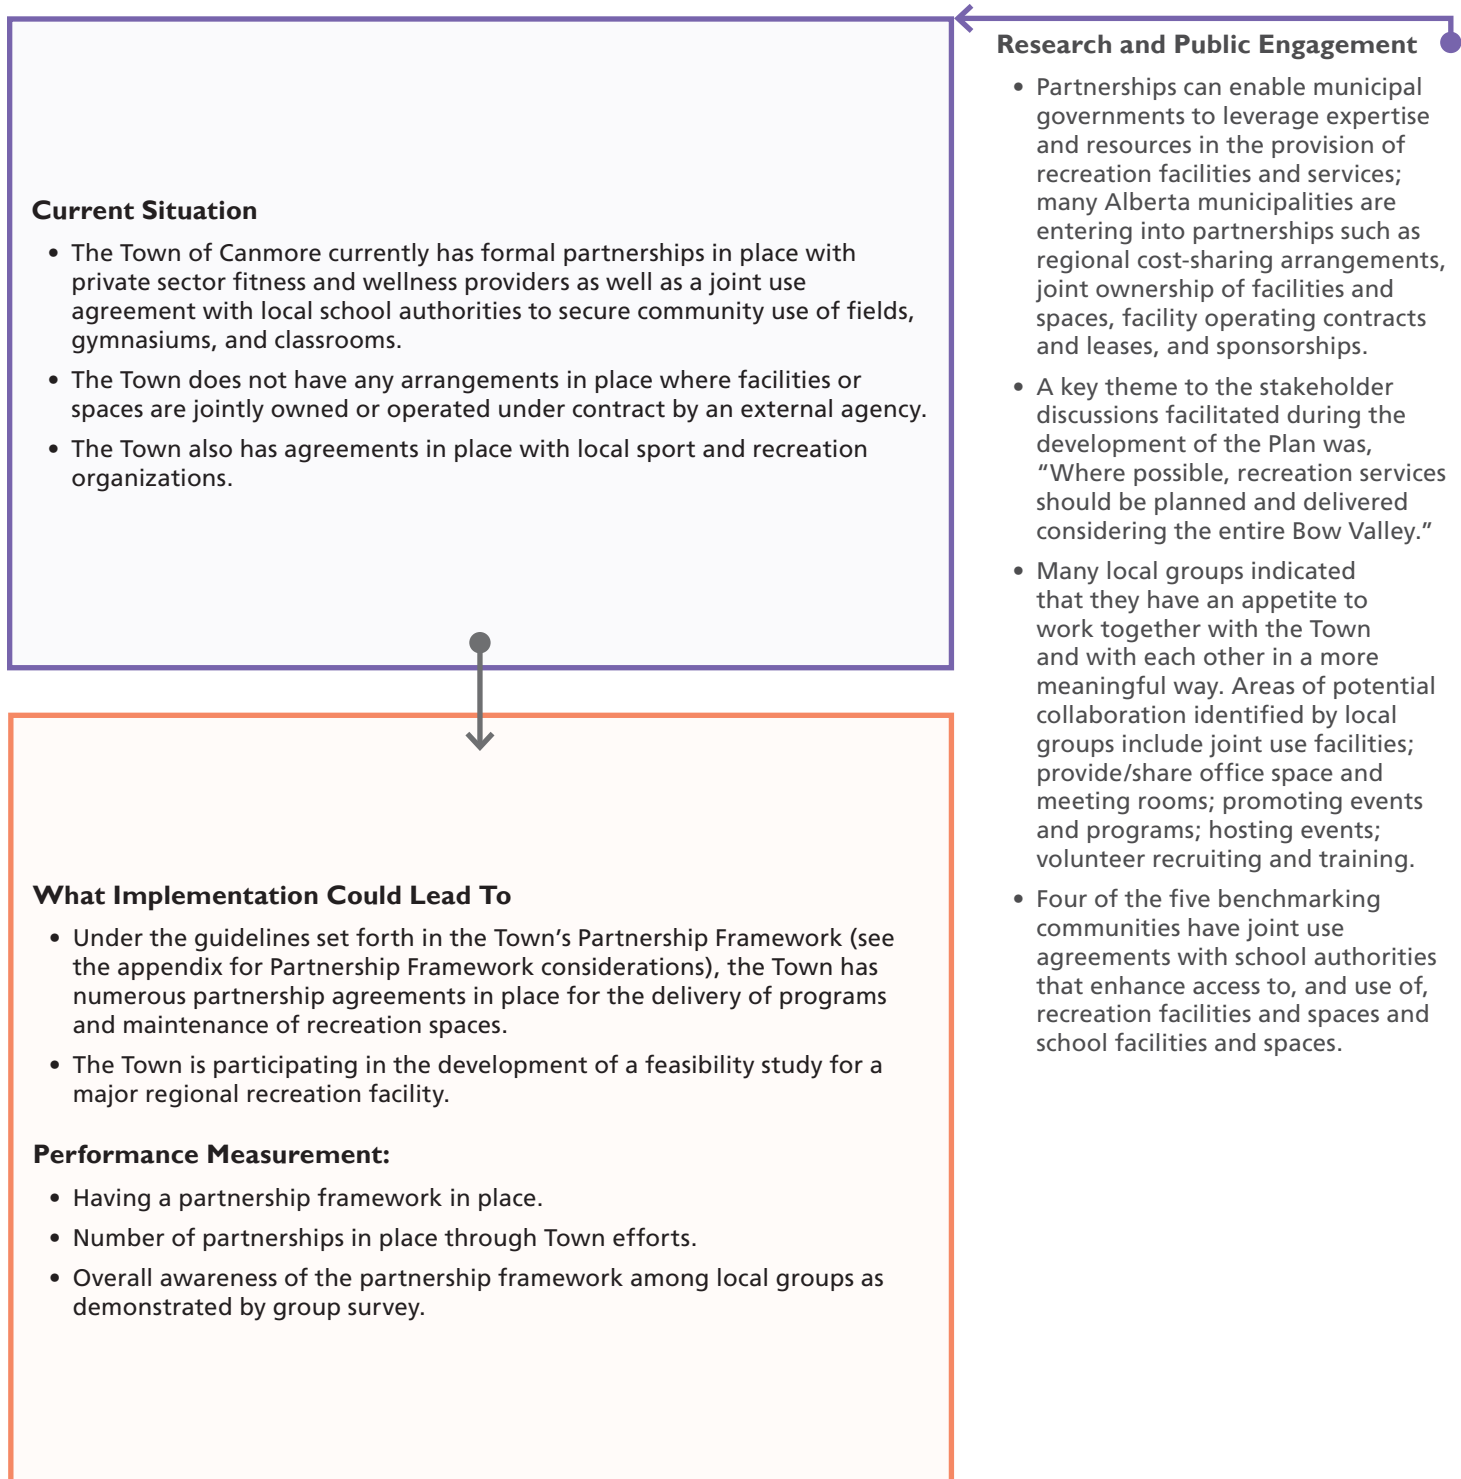 Current Situation
• The Town of Canmore currently has formal partnerships in place with
private sector fitness and wellness providers as well as a joint use
agreement with local school authorities to secure community use of fields,
gymnasiums, and classrooms.
• The Town does not have any arrangements in place where facilities or
spaces are jointly owned or operated under contract by an external agency.
• The Town also has agreements in place with local sport and recreation
organizations.
What Implementation Could Lead To
• Under the guidelines set forth in the Town’s Partnership Framework (see
the appendix for Partnership Framework considerations), the Town has
numerous partnership agreements in place for the delivery of programs
and maintenance of recreation spaces.
• The Town is participating in the development of a feasibility study for a
major regional recreation facility.
Performance Measurement:
• Having a partnership framework in place.
• Number of partnerships in place through Town efforts.
• Overall awareness of the partnership framework among local groups as
demonstrated by group survey.
Research and Public Engagement
• Partnerships can enable municipal
governments to leverage expertise
and resources in the provision of
recreation facilities and services;
many Alberta municipalities are
entering into partnerships such as
regional cost-sharing arrangements,
joint ownership of facilities and
spaces, facility operating contracts
and leases, and sponsorships.
• A key theme to the stakeholder
discussions facilitated during the
development of the Plan was,
“Where possible, recreation services
should be planned and delivered
considering the entire Bow Valley.”
• Many local groups indicated
that they have an appetite to
work together with the Town
and with each other in a more
meaningful way. Areas of potential
collaboration identified by local
groups include joint use facilities;
provide/share office space and
meeting rooms; promoting events
and programs; hosting events;
volunteer recruiting and training.
• Four of the five benchmarking
communities have joint use
agreements with school authorities
that enhance access to, and use of,
recreation facilities and spaces and
school facilities and spaces.